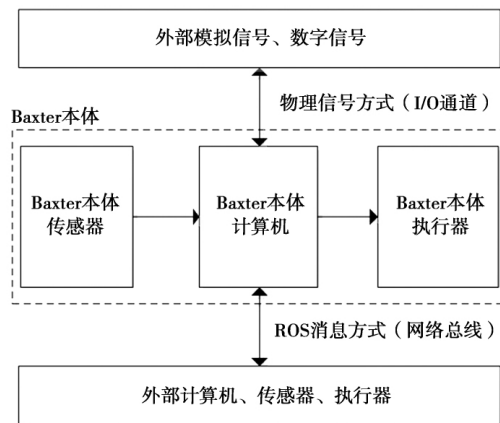 外部模拟信号、数字信号
物理信号方式（I/O通道）
Baxter本体
Baxter本体
传感器
Baxter本体
计算机
Baxter本体
执行器
ROS消息方式（网络总线）
外部计算机、传感器、执行器